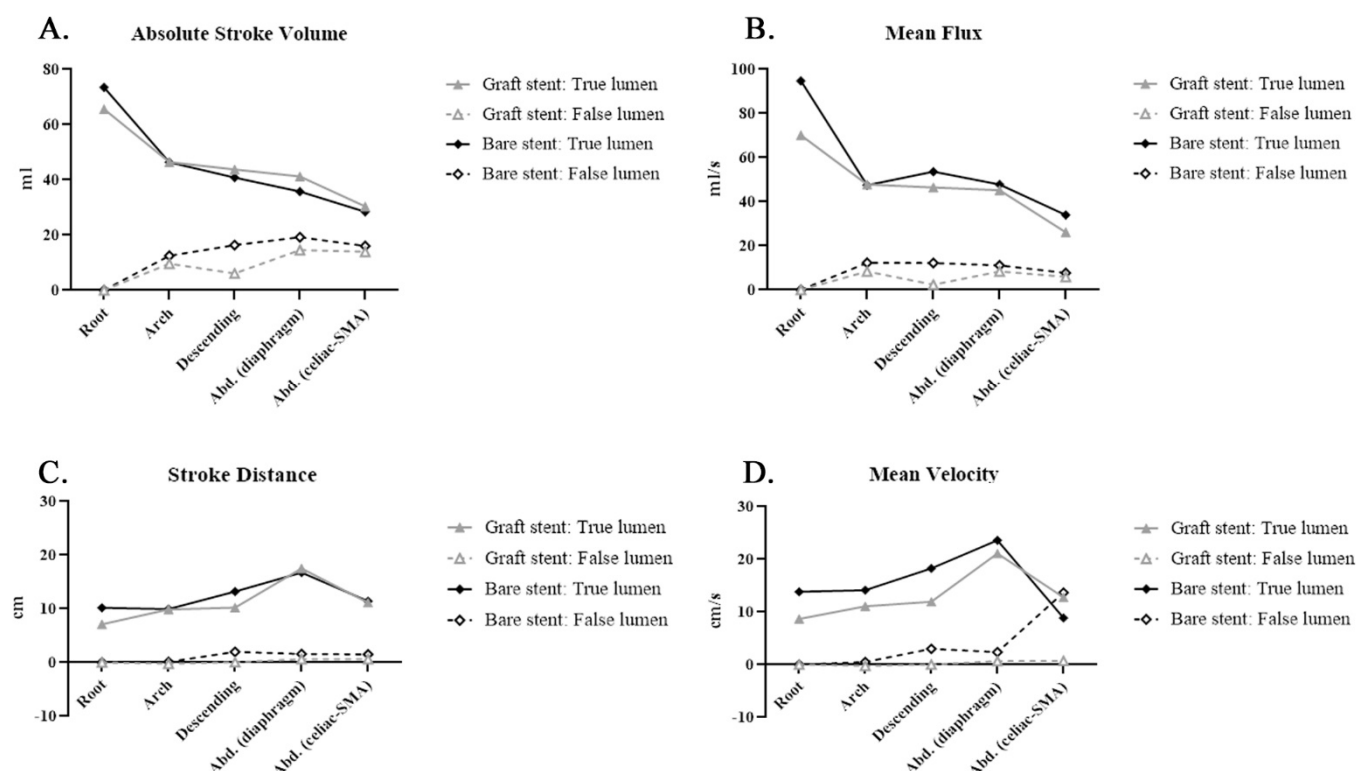 A.
Absolute Stroke Volume
80
60
40
20
0
ml
Root
Arch
Descending
Abd. (diaphragm)
Abd. (celiac-SMA)
Graft stent: True lumen
Graft stent: False lumen
Bare stent: True lumen
Bare stent: False lumen
B.
Mean Flux
100
80
60
40
20
0
ml/s
Root
Arch
Descending
Abd. (diaphragm)
Abd. (celiac-SMA)
Graft stent: True lumen
Graft stent: False lumen
Bare stent: True lumen
Bare stent: False lumen
C.
Stroke Distance
30
20
10
0
-10
cm
Root
Arch
Descending
Abd. (diaphragm)
Abd. (celiac-SMA)
Graft stent: True lumen
Graft stent: False lumen
Bare stent: True lumen
Bare stent: False lumen
D.
Mean Velocity
30
20
10
0
-10
cm/s
Root
Arch
Descending
Abd. (diaphragm)
Abd. (celiac-SMA)
Graft stent: True lumen
Graft stent: False lumen
Bare stent: True lumen
Bare stent: False lumen